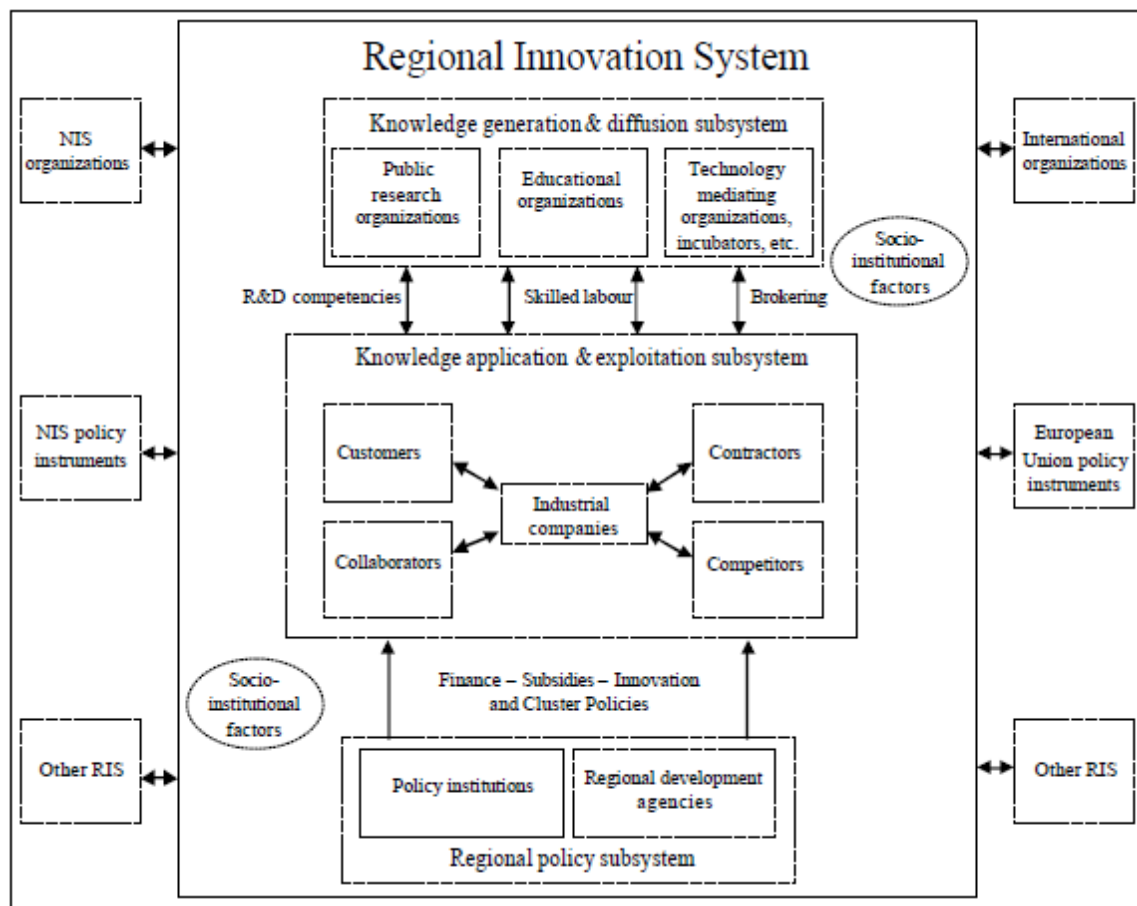 Regional Innovation System
NIS
organizations
Knowledge generation & diffusion subsystem
Public
research
organizations
Educational
organizations
Technology
mediating
organizations,
incubators, etc.
International
organizations
Socio-
institutional
factors
R&D competencies
Skilled labour
Brokering
Knowledge application & exploitation subsystem
NIS policy
instruments
Customers
Contractors
Industrial
companies
Collaborators
Competitors
European
Union policy
instruments
Socio-
institutional
factors
Finance – Subsidies – Innovation
and Cluster Policies
Other RIS
Policy institutions
Regional development
agencies
Regional policy subsystem
Other RIS